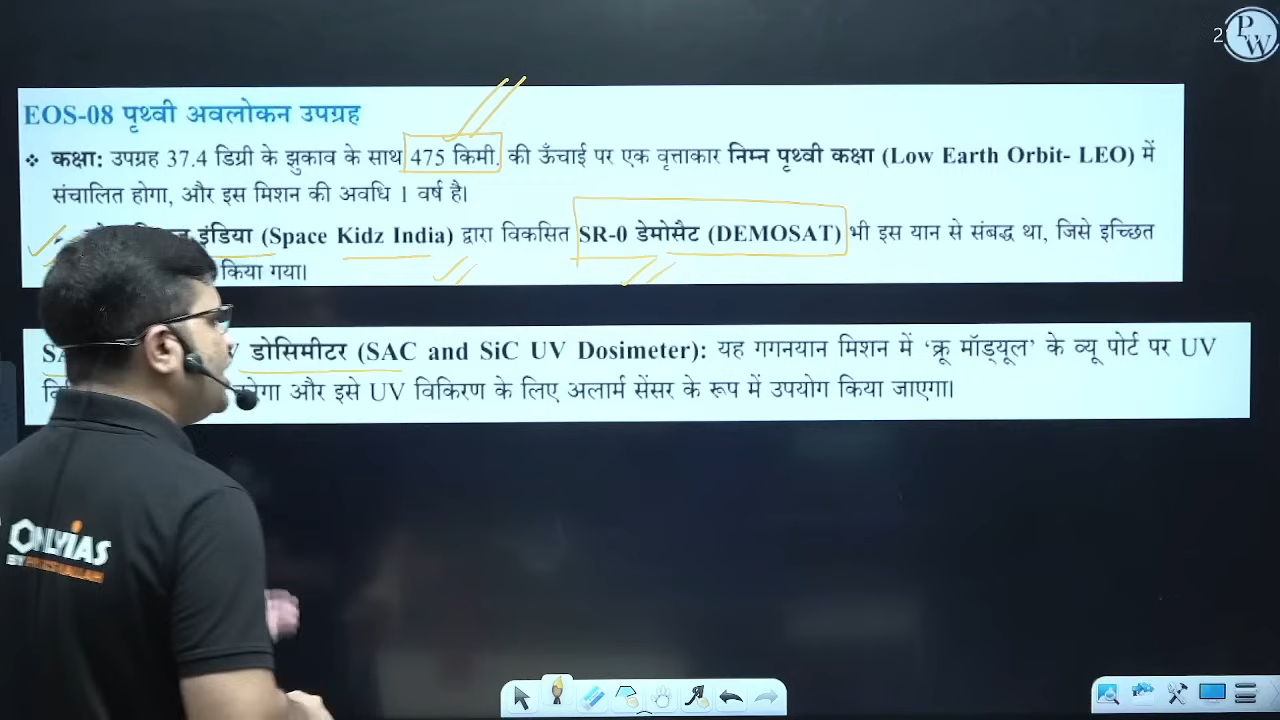 2
PW
EOS-08 पृथ्वी अवलोकन उपग्रह
❖ कक्षा: उपग्रह 37.4 डिग्री के झुकाव के साथ 475 किमी. की ऊँचाई पर एक वृत्ताकार निम्न पृथ्वी कक्षा (Low Earth Orbit- LEO) में
संचालित होगा, और इस मिशन की अवधि 1 वर्ष है।
इंडिया (Space Kidz India) द्वारा विकसित SR-0 डेमोसैट (DEMOSAT) भी इस यान से संबद्ध था, जिसे इच्छित
किया गया।
डोसिमीटर (SAC and SiC UV Dosimeter): यह गगनयान मिशन में ‘क्रू मॉड्यूल’ के व्यू पोर्ट पर UV
और इसे UV विकिरण के लिए अलार्म सेंसर के रूप में उपयोग किया जाएगा।
ONLYIAS